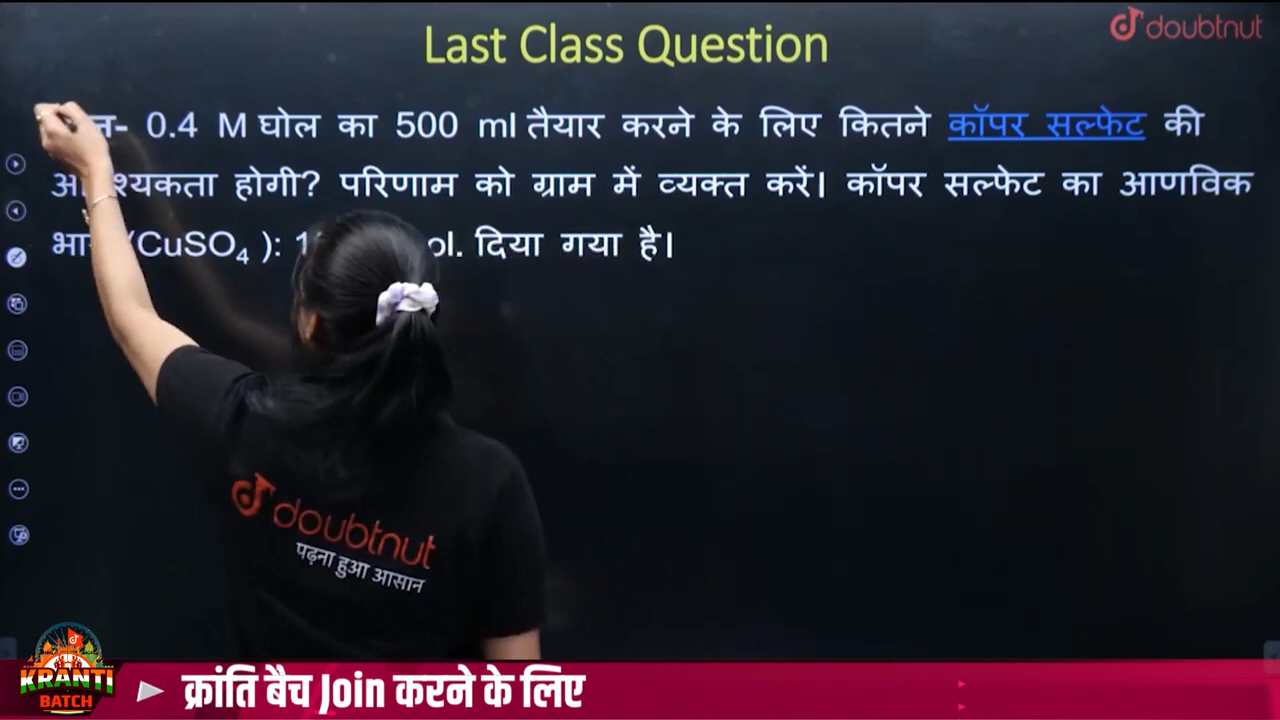 Last Class Question
doubtnut
0.4 M घोल का 500 ml तैयार करने के लिए कितने कॉपर सल्फेट की
होगी? परिणाम को ग्राम में व्यक्त करें। कॉपर सल्फेट का आणविक
(CuSO₄ ): दिया गया है।
doubtnut
पढ़ना हुआ आसान
KRANTI
BATCH
क्रांति बैच Join करने के लिए